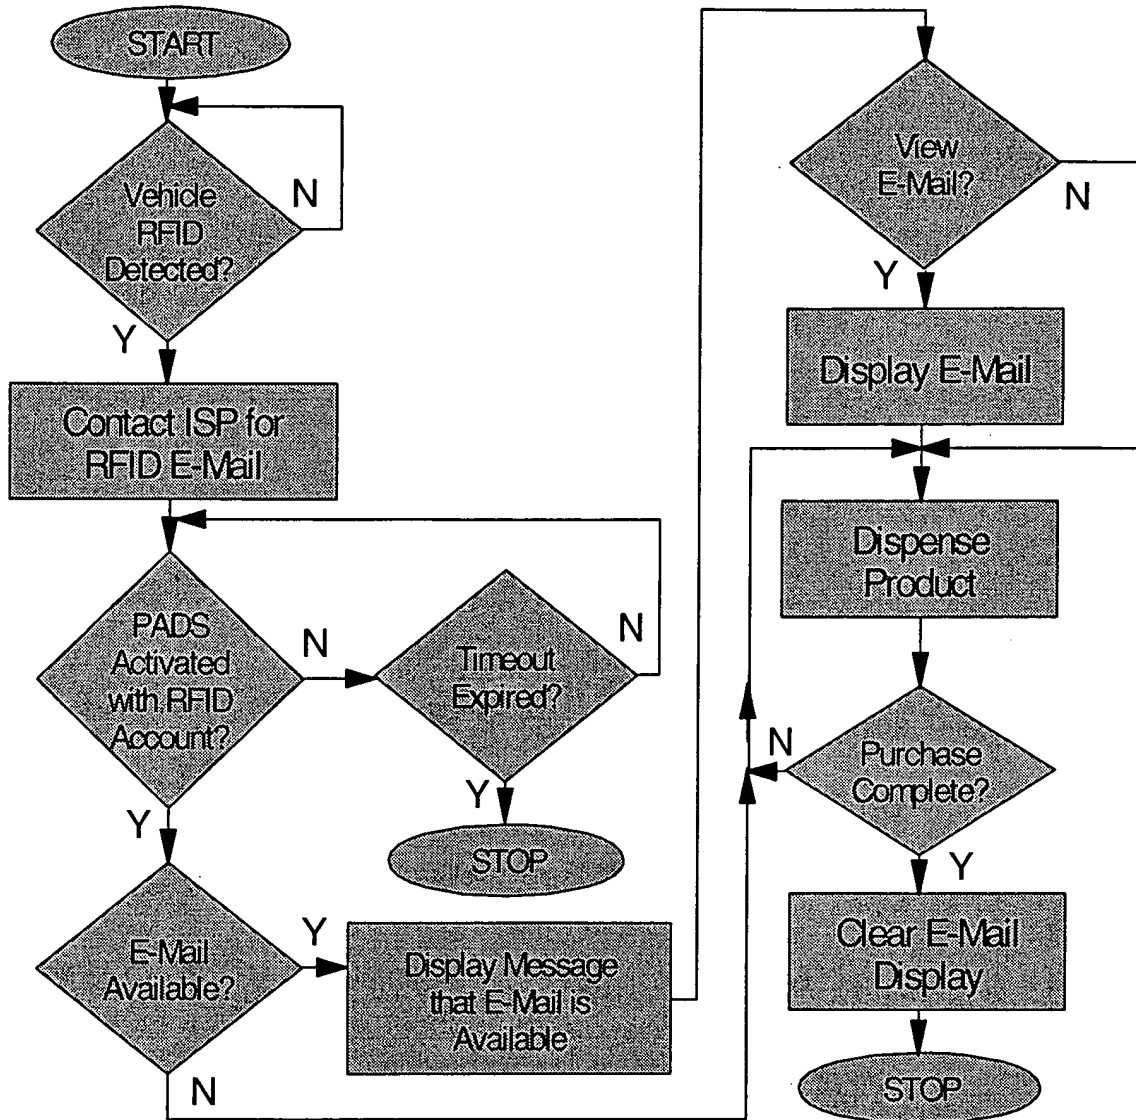 START
Vehicle
RFID
Detected?
N
Y
Contact ISP for
RFID E-Mail
PADS
Activated
with RFID
Account?
N
Y
Timeout
Expired?
N
Y
STOP
E-Mail
Available?
Y
N
Display Message
that E-Mail is
Available
View
E-Mail?
N
Y
Display E-Mail
Dispense
Product
Purchase
Complete?
N
Y
Clear E-Mail
Display
STOP